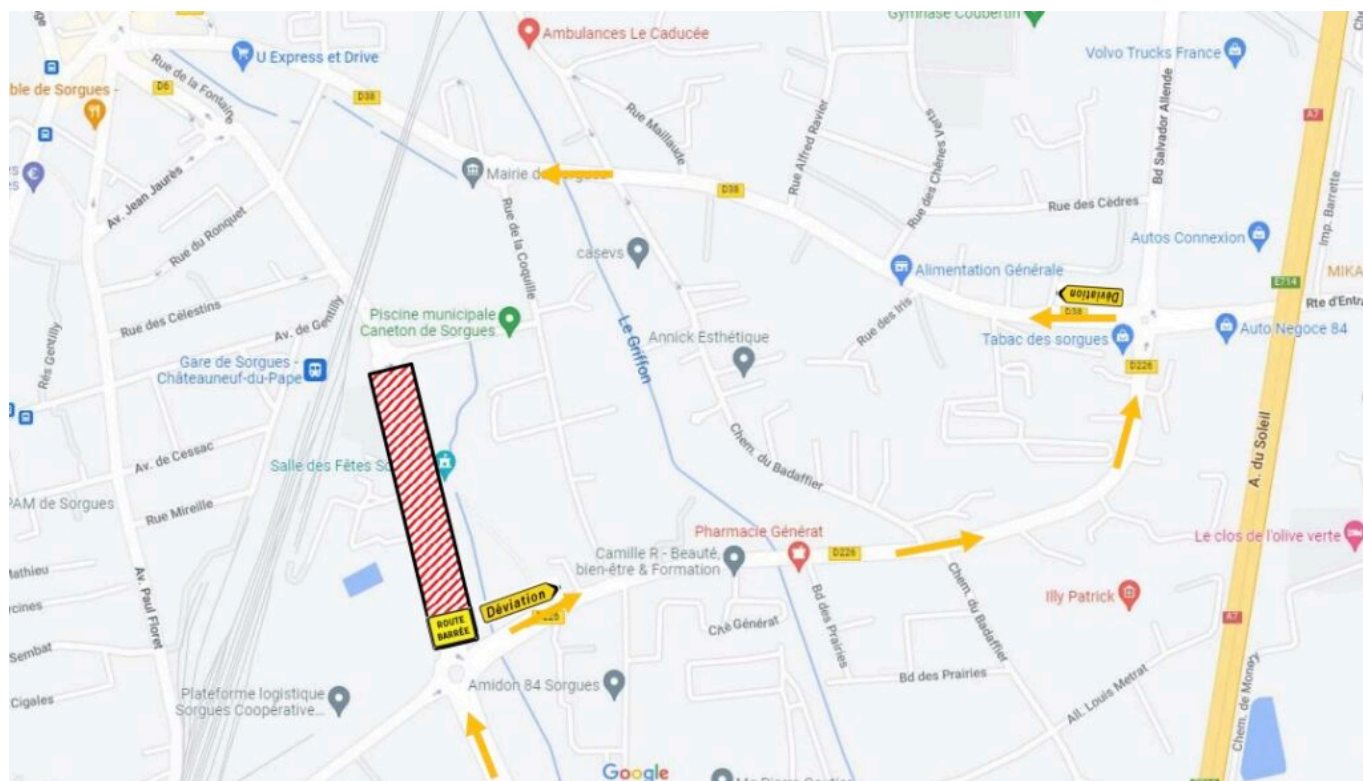 Gymnase Coubertin
Ambulances Le Caducée
U Express et Drive
Volvo Trucks France
Rue de la Fontain
D6
ble de Sorgues -
D38
Rue Maillaude
Rue Alfred Raviet
Rue des Chênes Verts
Bd Salvador Allende
A7
Imp. Barrette
Mairie de
D38
Rue des Cèdres
Av. Jean Jaurès
Rue du Ronquet
Rue de la Coquille
casevs
Autos Connexion
Alimentation Générale
E714
MIKA
Déviation
D38
Rte d'Entra
Rue des Célestins
Av. de Gentilly
Rés Gentilly
Piscine municipale
Caneton de Sorgues
Le Griffon
Annick Esthétique
Rue des Iris
Tabac des sorgues
Auto Negoce 84
D226
Gare de Sorgues -
Châteauneuf-du-Pape
A. du Soleil
Av. de Cessac
Salle des Fêtes
Chem. du Badaffier
PAM de Sorgues
Rue Mireille
Pharmacie Générat
Le clos de l'olive verte
Camille R - Beauté,
bien-être & Formation
D226
Mathieu
Av. Paul Floret
Déviation
ROUTE
BARRÉE
Chè Générat
Bd des Prairies
Chem. du Badaffier
Illy Patrick
A7
Sembat
Cigales
Plateforme logistique
Sorgues Coopérative...
Amidon 84 Sorgues
Bd des Prairies
All. Louis Metrat
Chem. de Monery
Google